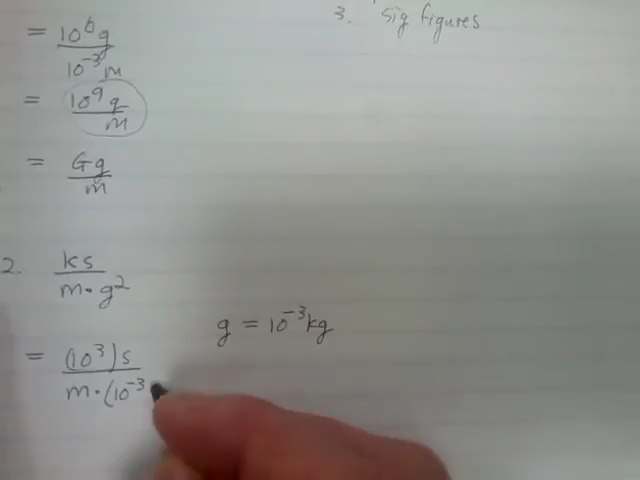 3. Sig figures
= 10⁶g / 10⁻³m
= 10⁹g / m
= Gg / m
2. ks / m·g²
g = 10⁻³kg
= (10³)s / m·(10⁻³